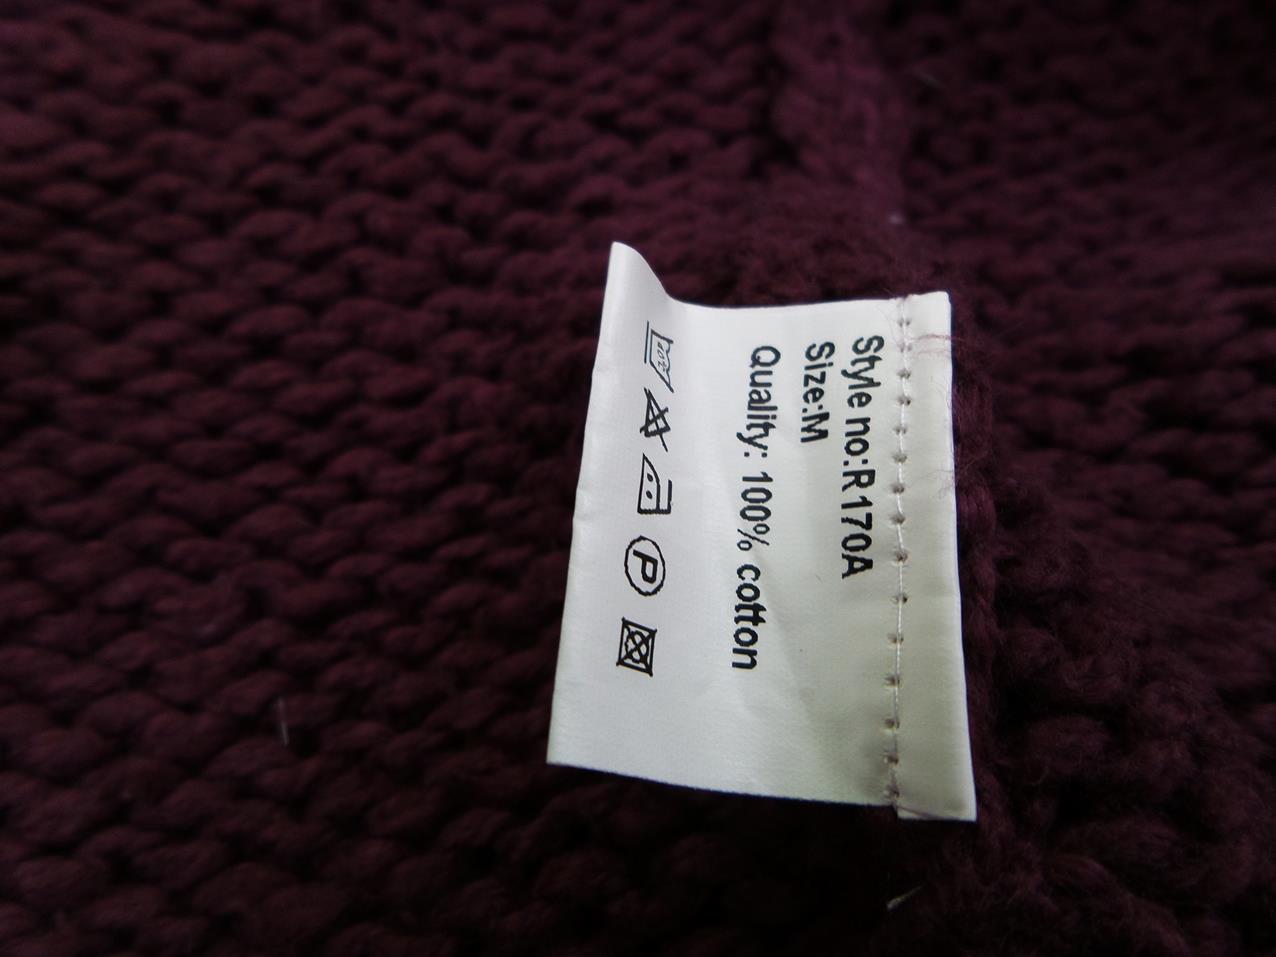 Style no:R170A
Size:M
Quality: 100% cotton
P